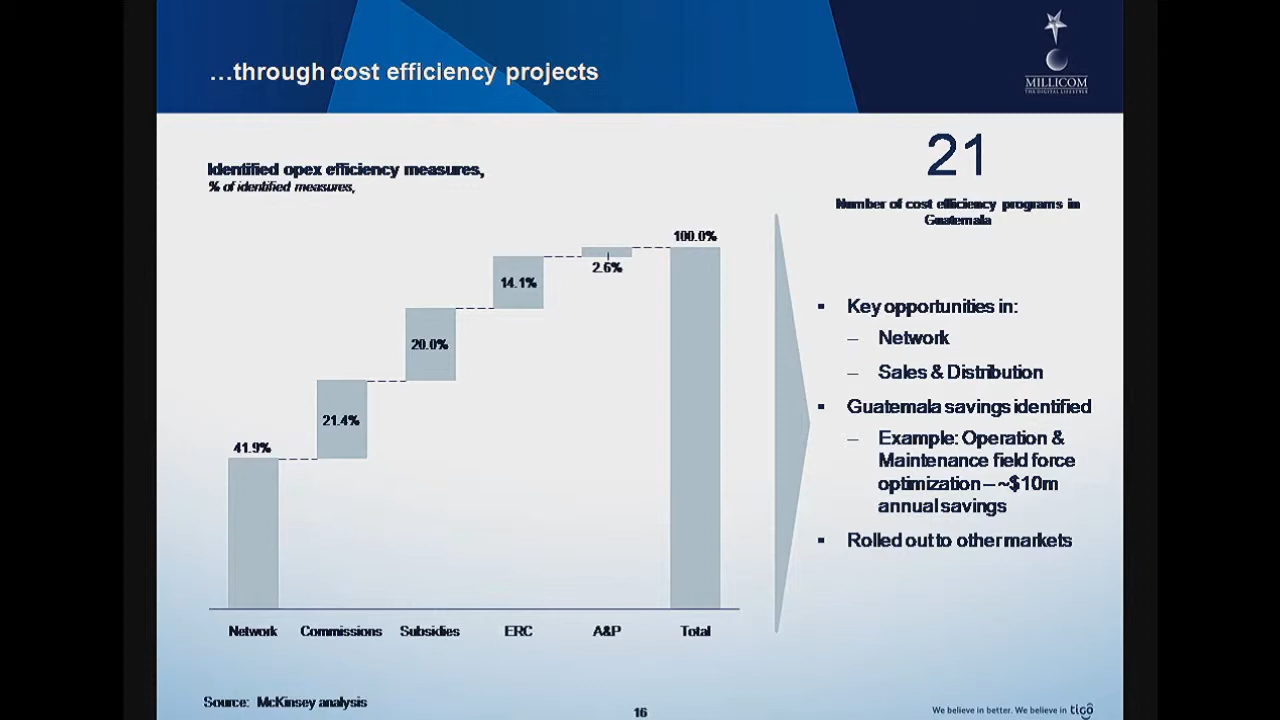 …through cost efficiency projects
MILLICOM
THE DIGITAL LIFESTYLE
Identified opex efficiency measures,
% of identified measures,
41.9%
21.4%
20.0%
14.1%
2.6%
100.0%
Network
Commissions
Subsidies
ERC
A&P
Total
21
Number of cost efficiency programs in
Guatemala
▪ Key opportunities in:
– Network
– Sales & Distribution
▪ Guatemala savings identified
– Example: Operation &
Maintenance field force
optimization – ~$10m
annual savings
▪ Rolled out to other markets
Source: McKinsey analysis
16
We believe in better. We believe in tigo